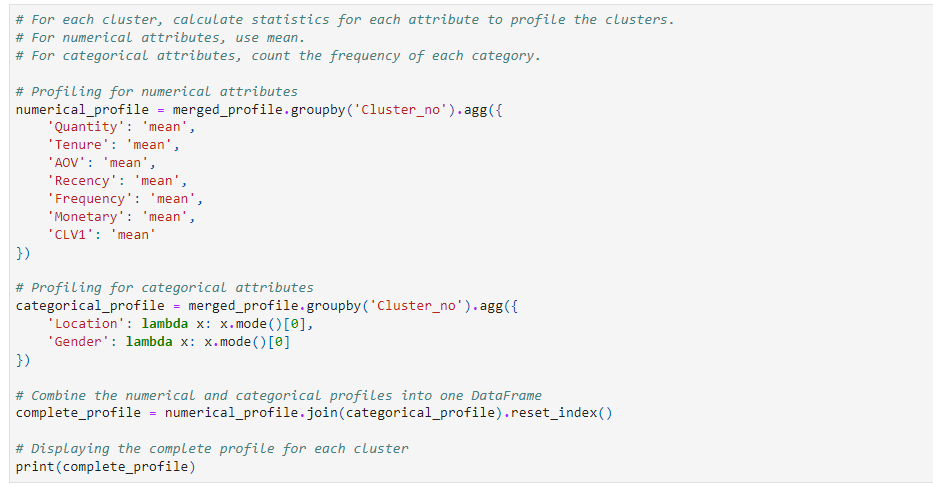 # For each cluster, calculate statistics for each attribute to profile the clusters.
# For numerical attributes, use mean.
# For categorical attributes, count the frequency of each category.

# Profiling for numerical attributes
numerical_profile = merged_profile.groupby('Cluster_no').agg({
    'Quantity': 'mean',
    'Tenure': 'mean',
    'AOV': 'mean',
    'Recency': 'mean',
    'Frequency': 'mean',
    'Monetary': 'mean',
    'CLV1': 'mean'
})

# Profiling for categorical attributes
categorical_profile = merged_profile.groupby('Cluster_no').agg({
    'Location': lambda x: x.mode()[0],
    'Gender': lambda x: x.mode()[0]
})

# Combine the numerical and categorical profiles into one DataFrame
complete_profile = numerical_profile.join(categorical_profile).reset_index()

# Displaying the complete profile for each cluster
print(complete_profile)